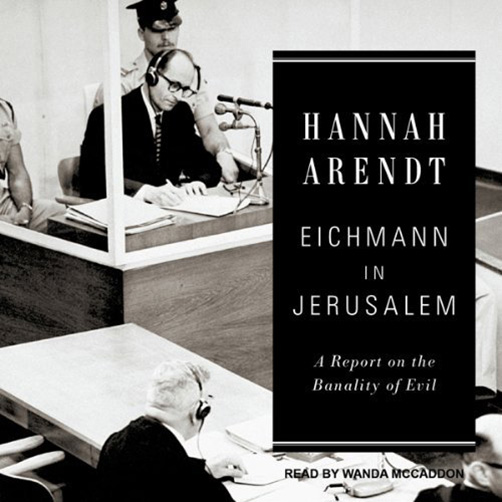 HANNAH
ARENDT
EICHMANN
IN
JERUSALEM
A Report on the
Banality of Evil
READ BY WANDA MCCADDON